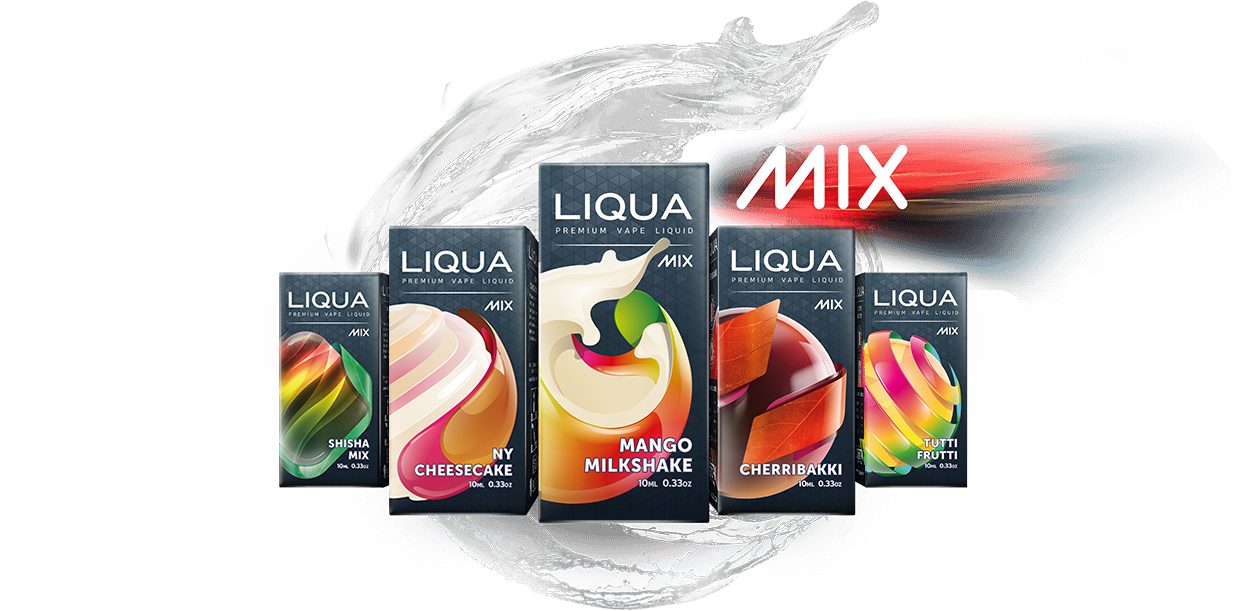 MIX
LIQUA
PREMIUM VAPE LIQUID
MIX
SHISHA
MIX
10ML 0.33OZ
LIQUA
PREMIUM VAPE LIQUID
MIX
NY
CHEESECAKE
10ML 0.33OZ
LIQUA
PREMIUM VAPE LIQUID
MIX
MANGO
MILKSHAKE
10ML 0.33OZ
LIQUA
PREMIUM VAPE LIQUID
MIX
CHERRIBAKKI
10ML 0.33OZ
LIQUA
PREMIUM VAPE LIQUID
MIX
TUTTI
FRUTTI
10ML 0.33OZ